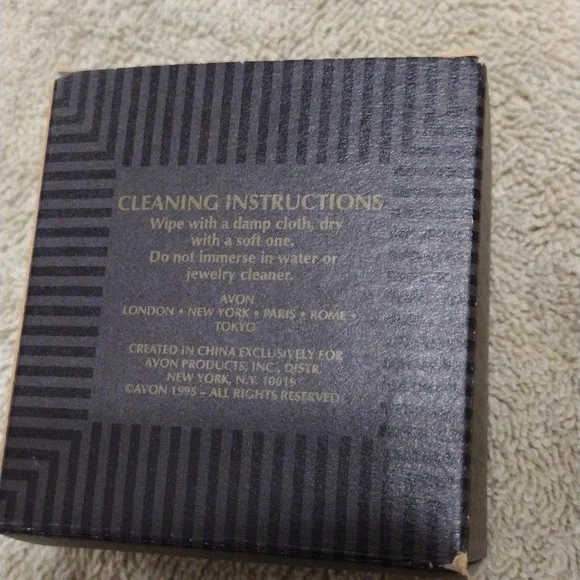 CLEANING INSTRUCTIONS
Wipe with a damp cloth, dry
with a soft one.
Do not immerse in water or
jewelry cleaner.
AVON
LONDON • NEW YORK • PARIS • ROME •
TOKYO
CREATED IN CHINA EXCLUSIVELY FOR
AVON PRODUCTS, INC., DISTR.
NEW YORK, N.Y. 10019
©AVON 1995 – ALL RIGHTS RESERVED